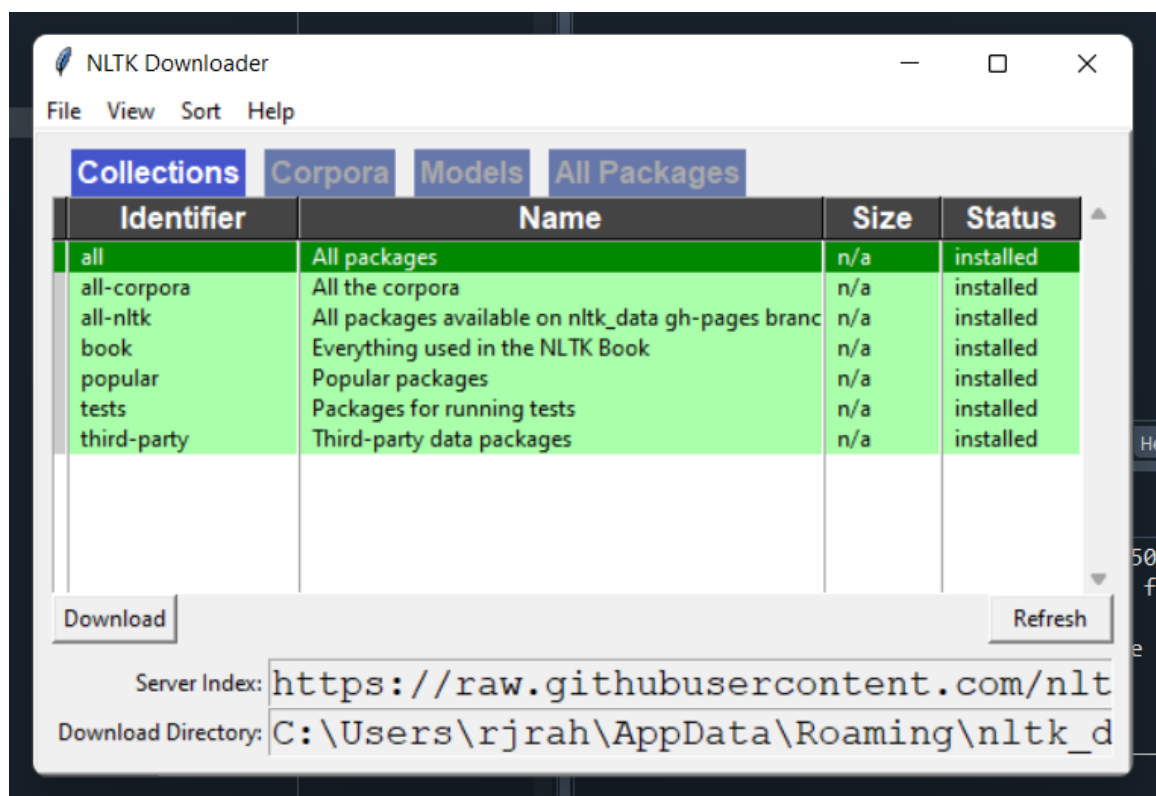 NLTK Downloader
File View Sort Help
Collections Corpora Models All Packages
Identifier Name Size Status
all All packages n/a installed
all-corpora All the corpora n/a installed
all-nltk All packages available on nltk_data gh-pages branc n/a installed
book Everything used in the NLTK Book n/a installed
popular Popular packages n/a installed
tests Packages for running tests n/a installed
third-party Third-party data packages n/a installed
He
50
f
e
Download Refresh
Server Index: https://raw.githubusercontent.com/nlt
Download Directory: C:\Users\rjrah\AppData\Roaming\nltk_d